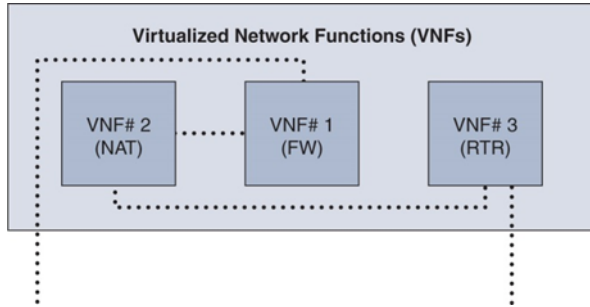 Virtualized Network Functions (VNFs)
VNF# 2
(NAT)
VNF# 1
(FW)
VNF# 3
(RTR)